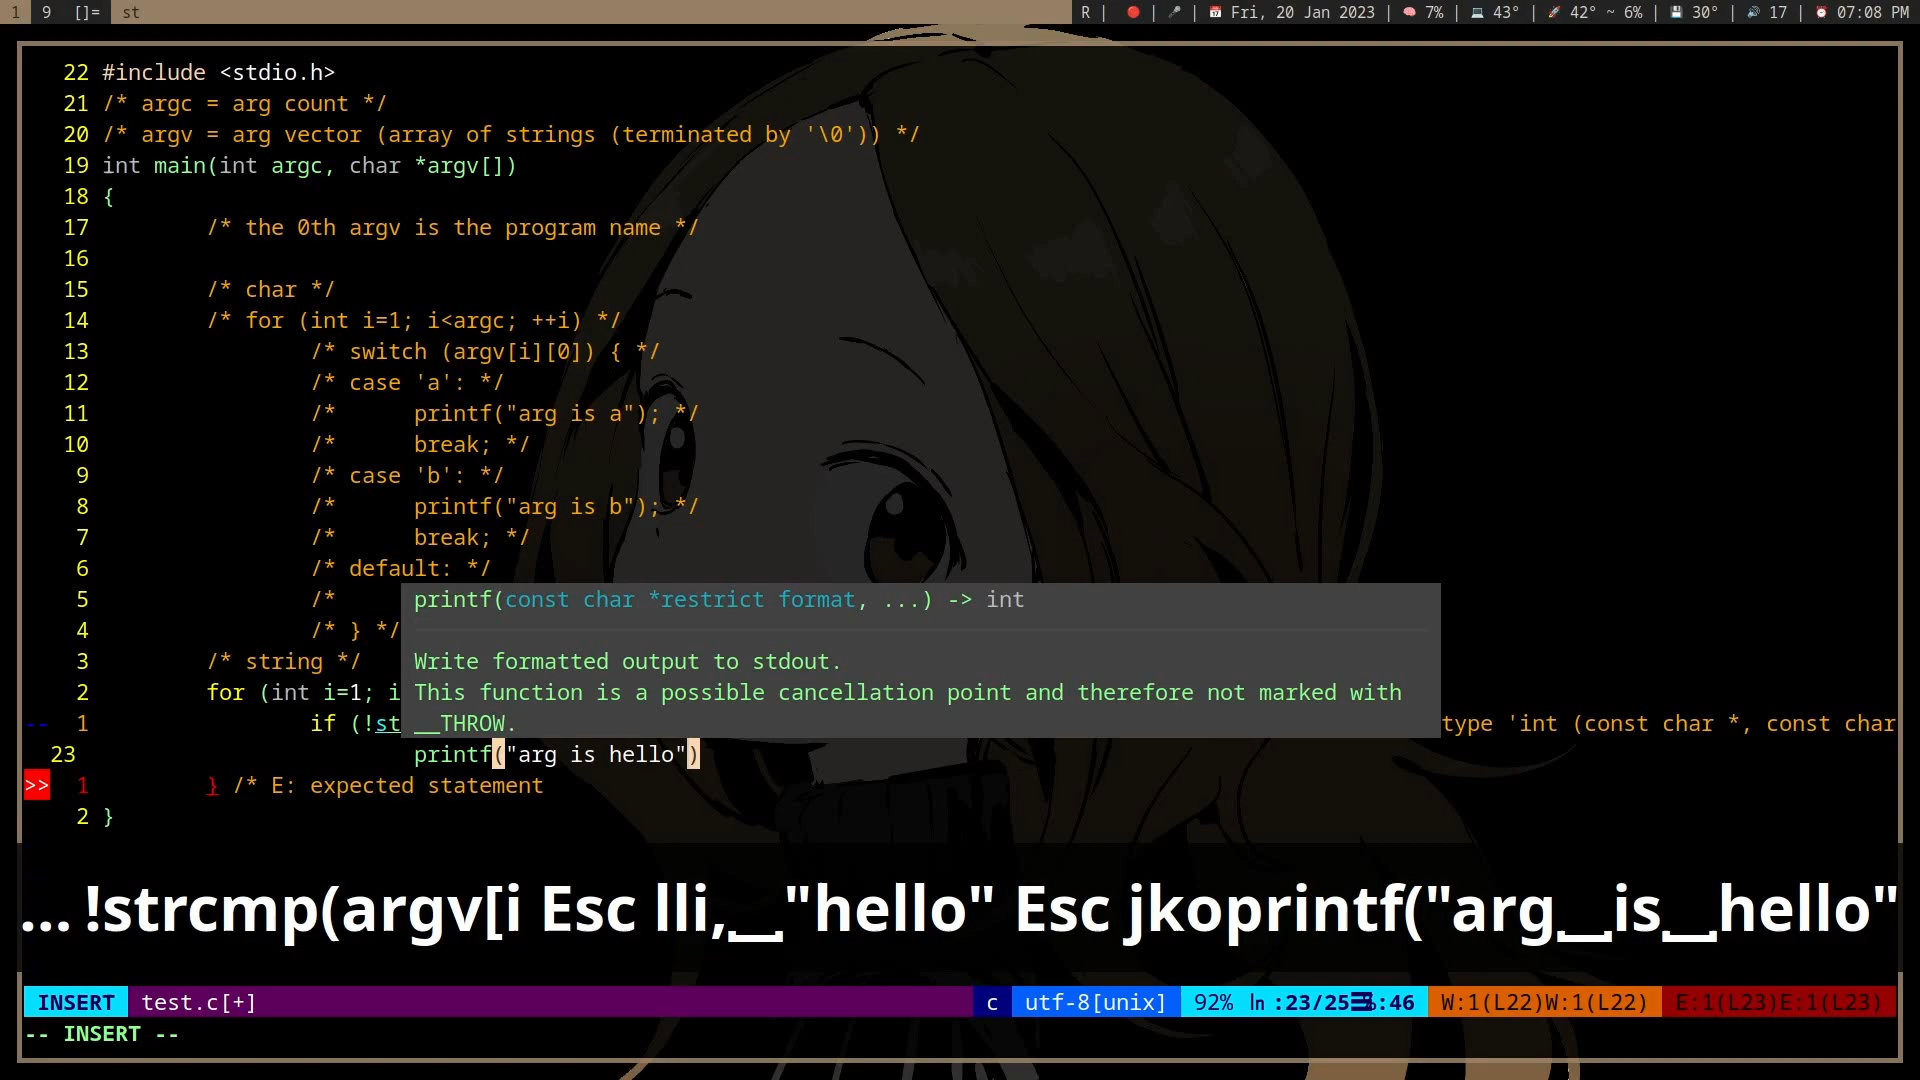 1 9 []= st R | | | Fri, 20 Jan 2023 | 7% | 43° | 42° ~ 6% | 30° | 17 | 07:08 PM
22 #include <stdio.h>
21 /* argc = arg count */
20 /* argv = arg vector (array of strings (terminated by '\0')) */
19 int main(int argc, char *argv[])
18 {
17 /* the 0th argv is the program name */
16
15 /* char */
14 /* for (int i=1; i<argc; ++i) */
13 /* switch (argv[i][0]) { */
12 /* case 'a': */
11 /* printf("arg is a"); */
10 /* break; */
9 /* case 'b': */
8 /* printf("arg is b"); */
7 /* break; */
6 /* default: */
5 /* printf(const char *restrict format, ...) -> int
4 /* } */
3 /* string */ Write formatted output to stdout.
2 for (int i=1; i This function is a possible cancellation point and therefore not marked with
-- 1 if (!st __THROW. type 'int (const char *, const char
23 printf("arg is hello")
>> 1 } /* E: expected statement
2 }
... !strcmp(argv[i Esc lli,␣"hello" Esc jkoprintf("arg␣is␣hello"
INSERT test.c[+] c utf-8[unix] 92% ln :23/25 :46 W:1(L22)W:1(L22) E:1(L23)E:1(L23)
-- INSERT --